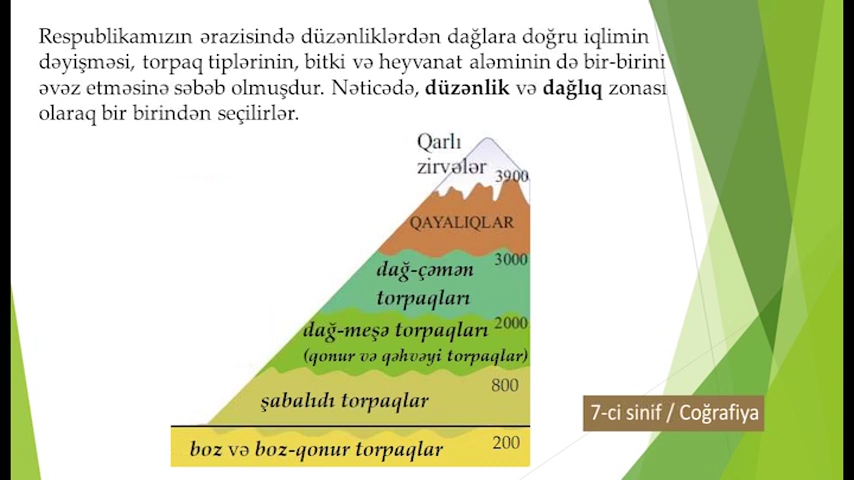 Respublikamızın ərazisində düzənliklərdən dağlara doğru iqlimin
dəyişməsi, torpaq tiplərinin, bitki və heyvanat aləminin də bir-birini
əvəz etməsinə səbəb olmuşdur. Nəticədə, düzənlik və dağlıq zonası
olaraq bir birindən seçilirlər.
Qarlı
zirvələr
3900
QAYALIQLAR
3000
dağ-çəmən
torpaqları
2000
dağ-meşə torpaqları
(qonur və qəhvəyi torpaqlar)
800
şabalıdı torpaqlar
200
boz və boz-qonur torpaqlar
7-ci sinif / Coğrafiya